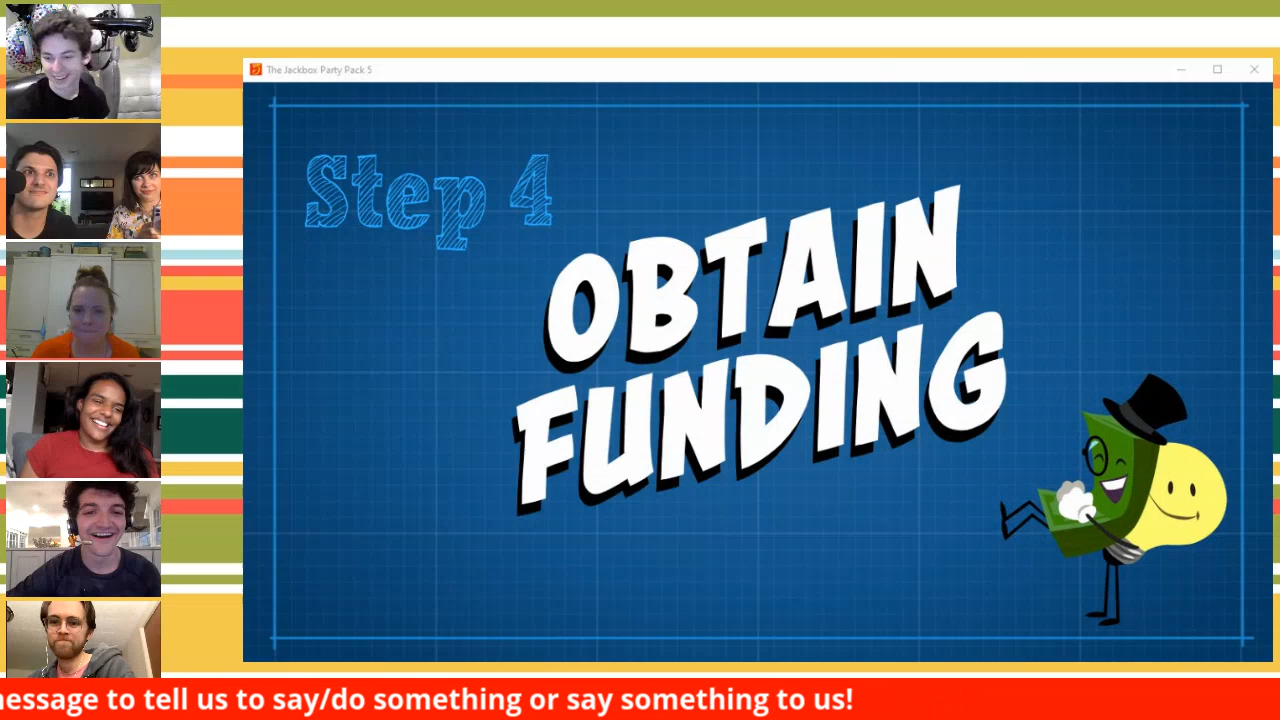 The Jackbox Party Pack 5
Step 4
OBTAIN
FUNDING
message to tell us to say/do something or say something to us!